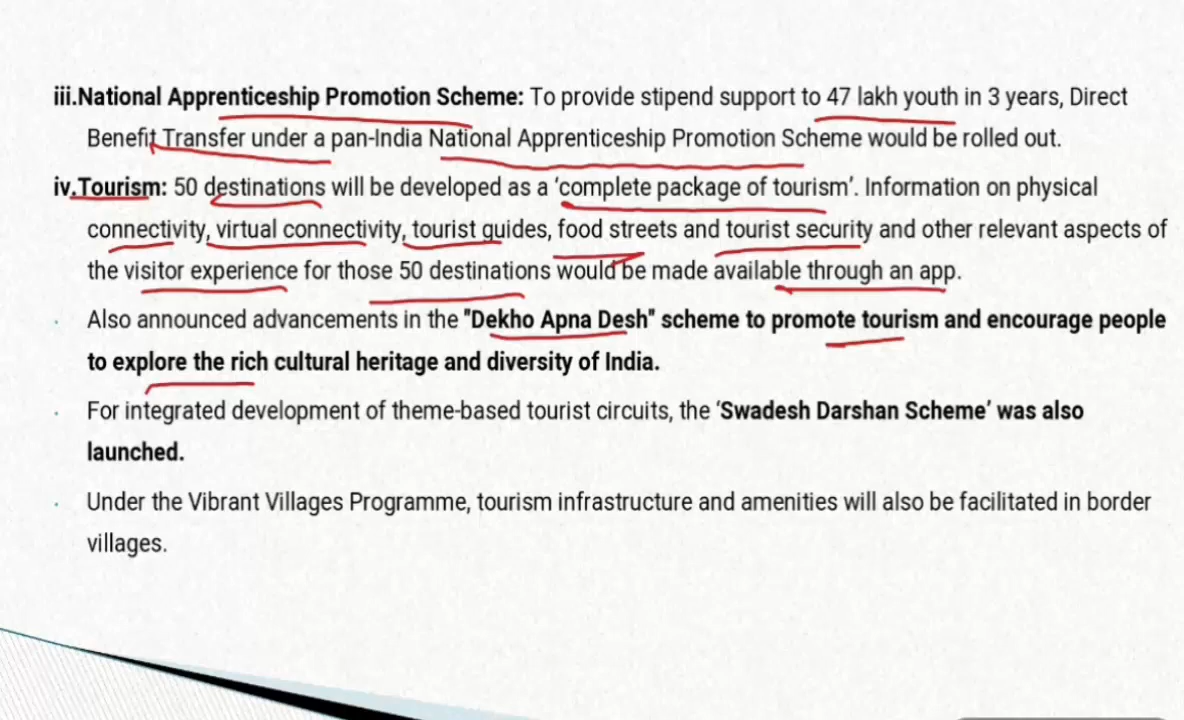 iii.National Apprenticeship Promotion Scheme: To provide stipend support to 47 lakh youth in 3 years, Direct
Benefit Transfer under a pan-India National Apprenticeship Promotion Scheme would be rolled out.
iv.Tourism: 50 destinations will be developed as a ‘complete package of tourism’. Information on physical
connectivity, virtual connectivity, tourist guides, food streets and tourist security and other relevant aspects of
the visitor experience for those 50 destinations would be made available through an app.
Also announced advancements in the "Dekho Apna Desh" scheme to promote tourism and encourage people
to explore the rich cultural heritage and diversity of India.
For integrated development of theme-based tourist circuits, the ‘Swadesh Darshan Scheme’ was also
launched.
Under the Vibrant Villages Programme, tourism infrastructure and amenities will also be facilitated in border
villages.